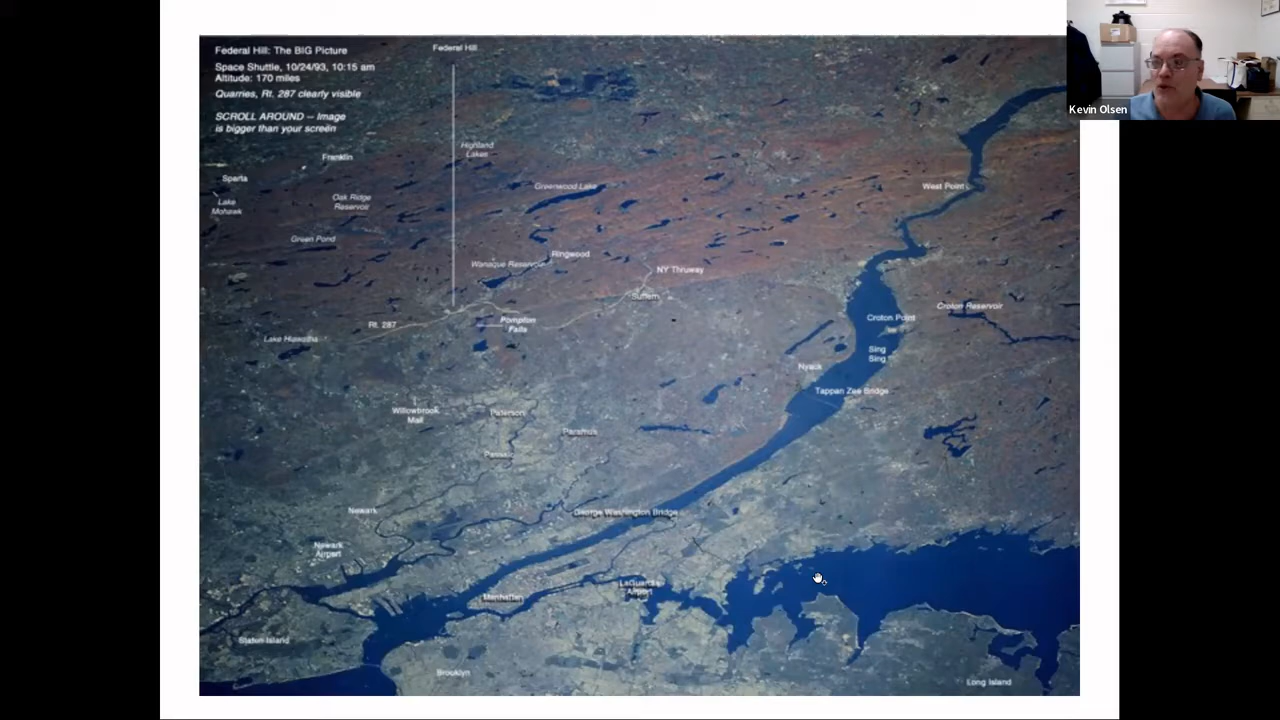 Federal Hill: The BIG Picture
Space Shuttle, 10/24/93, 10:15 am
Altitude: 170 miles
Quarries, Rt. 287 clearly visible
SCROLL AROUND -- Image
is bigger than your screen
Federal Hill
Kevin Olsen
Franklin
Highland
Lakes
Sparta
Lake
Mohawk
Oak Ridge
Reservoir
Greenwood Lake
West Point
Green Pond
Wanaque Reservoir
Ringwood
NY Thruway
Suffern
Croton Reservoir
Rt. 287
Pompton
Falls
Croton Point
Lake Hiawatha
Sing
Sing
Nyack
Tappan Zee Bridge
Willowbrook
Mall
Paterson
Paramus
Passaic
Newark
George Washington Bridge
Newark
Airport
LaGuardia
Airport
Manhattan
Staten Island
Brooklyn
Long Island